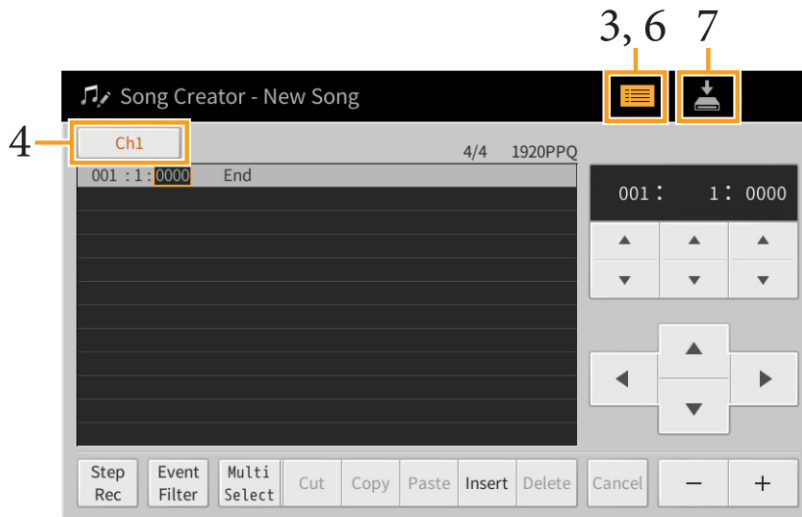 3, 6 7
Song Creator - New Song
4
Ch1
4/4 1920PPQ
001 : 1 : 0000 End
001 : 1 : 0000
Step
Rec
Event
Filter
Multi
Select
Cut
Copy
Paste
Insert
Delete
Cancel
−
+